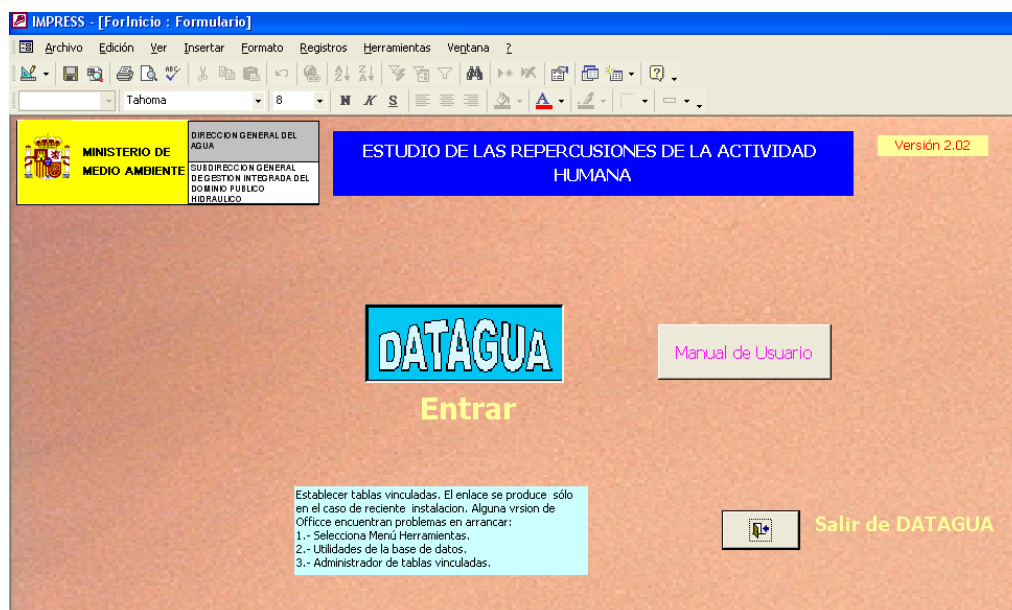 IMPRESS - [ForInicio : Formulario]
Archivo Edición Ver Insertar Formato Registros Herramientas Ventana ?
Tahoma 8 N K S A
MINISTERIO DE
MEDIO AMBIENTE
DIRECCION GENERAL DEL
AGUA
SUBDIRECCION GENERAL
DE GESTION INTEGRADA DEL
DOMINIO PUBLICO
HIDRAULICO
ESTUDIO DE LAS REPERCUSIONES DE LA ACTIVIDAD
HUMANA
Versión 2.02
DATAGUA
Manual de Usuario
Entrar
Establecer tablas vinculadas. El enlace se produce sólo
en el caso de reciente instalacion. Alguna vrsion de
Officce encuentran problemas en arrancar:
1.- Selecciona Menú Herramientas.
2.- Utilidades de la base de datos.
3.- Administrador de tablas vinculadas.
Salir de DATAGUA